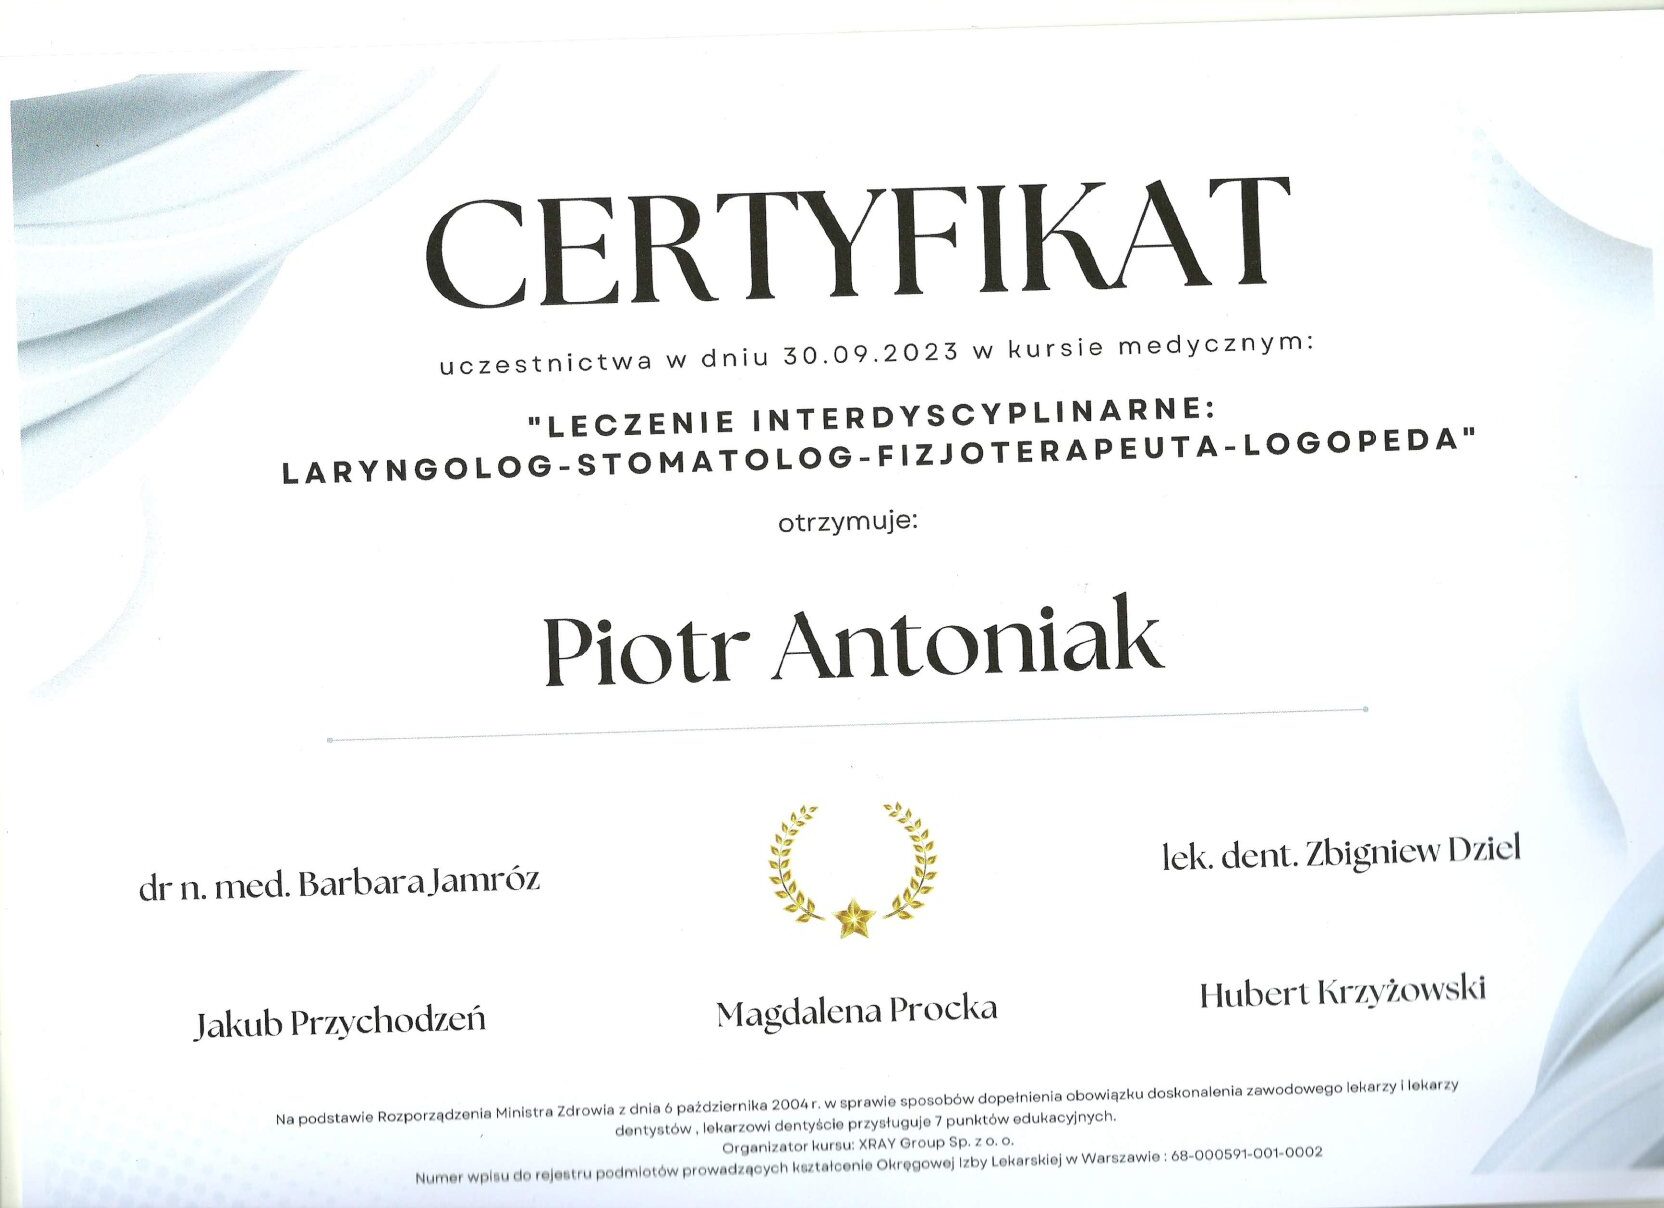 CERTYFIKAT
uczestnictwa w dniu 30.09.2023 w kursie medycznym:
"LECZENIE INTERDYSCYPLINARNE:
LARYNGOLOG-STOMATOLOG-FIZJOTERAPEUTA-LOGOPEDA"
otrzymuje:
Piotr Antoniak
dr n. med. Barbara Jamróz
lek. dent. Zbigniew Dziel
Jakub Przychodzeń
Magdalena Procka
Hubert Krzyżowski
Na podstawie Rozporządzenia Ministra Zdrowia z dnia 6 października 2004 r. w sprawie sposobów dopełnienia obowiązku doskonalenia zawodowego lekarzy i lekarzy
dentystów , lekarzowi dentyście przysługuje 7 punktów edukacyjnych.
Organizator kursu: XRAY Group Sp. z o. o.
Numer wpisu do rejestru podmiotów prowadzących kształcenie Okręgowej Izby Lekarskiej w Warszawie : 68-000591-001-0002